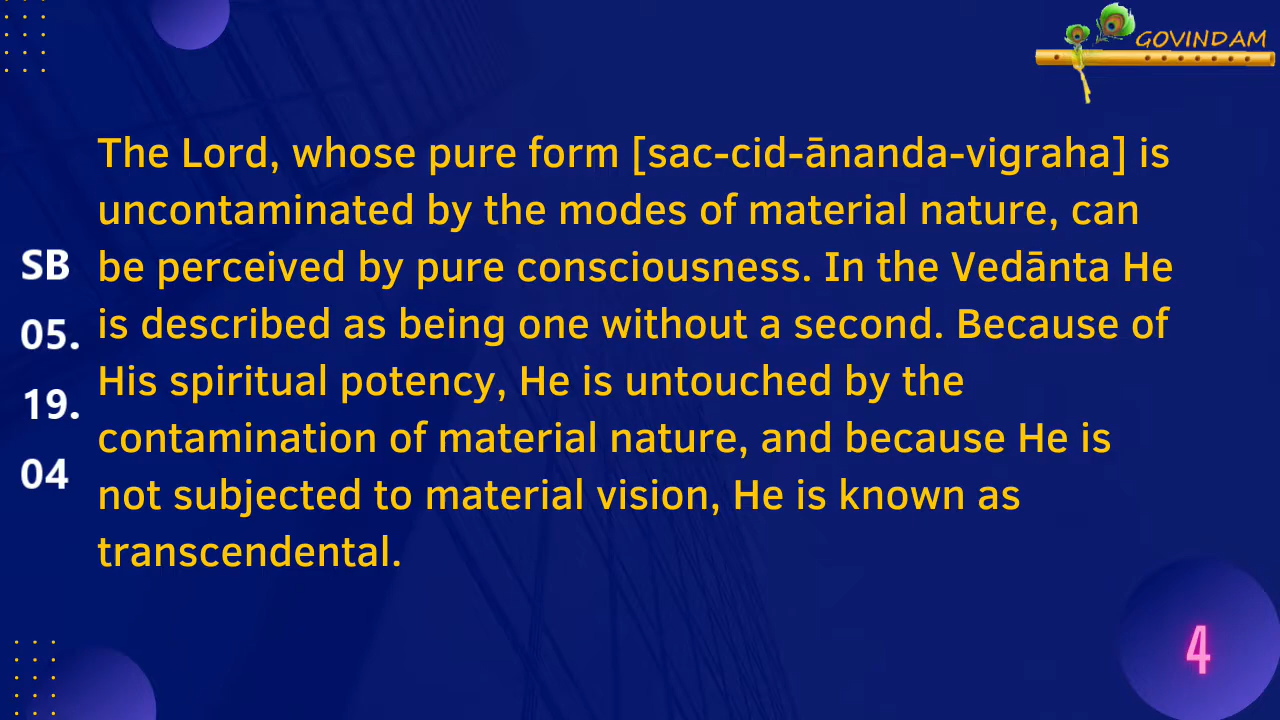 GOVINDAM
The Lord, whose pure form [sac-cid-ānanda-vigraha] is
uncontaminated by the modes of material nature, can
be perceived by pure consciousness. In the Vedānta He
is described as being one without a second. Because of
His spiritual potency, He is untouched by the
contamination of material nature, and because He is
not subjected to material vision, He is known as
transcendental.
SB
05.
19.
04
4